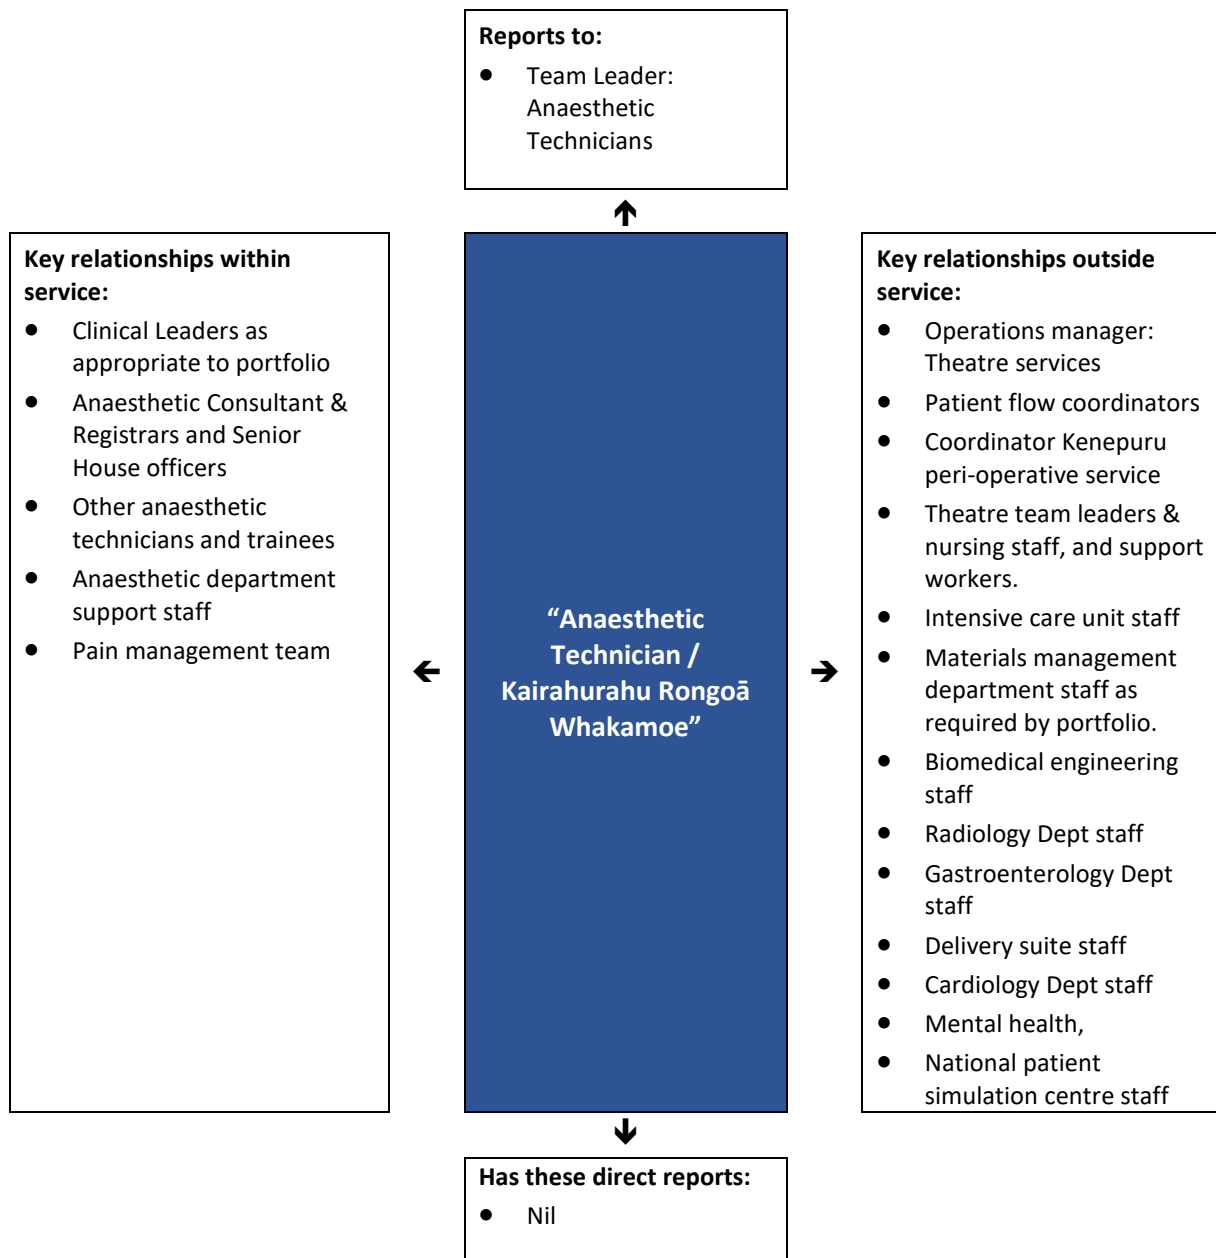 Reports to:
● Team Leader:
Anaesthetic
Technicians
🡩
Key relationships within
service:
● Clinical Leaders as
appropriate to portfolio
● Anaesthetic Consultant &
Registrars and Senior
House officers
● Other anaesthetic
technicians and trainees
● Anaesthetic department
support staff
● Pain management team
🡨
“Anaesthetic
Technician /
Kairahurahu Rongoā
Whakamoe”
🡪
Key relationships outside
service:
● Operations manager:
Theatre services
● Patient flow coordinators
● Coordinator Kenepuru
peri-operative service
● Theatre team leaders &
nursing staff, and support
workers.
● Intensive care unit staff
● Materials management
department staff as
required by portfolio.
● Biomedical engineering
staff
● Radiology Dept staff
● Gastroenterology Dept
staff
● Delivery suite staff
● Cardiology Dept staff
● Mental health,
● National patient
simulation centre staff
🡫
Has these direct reports:
● Nil